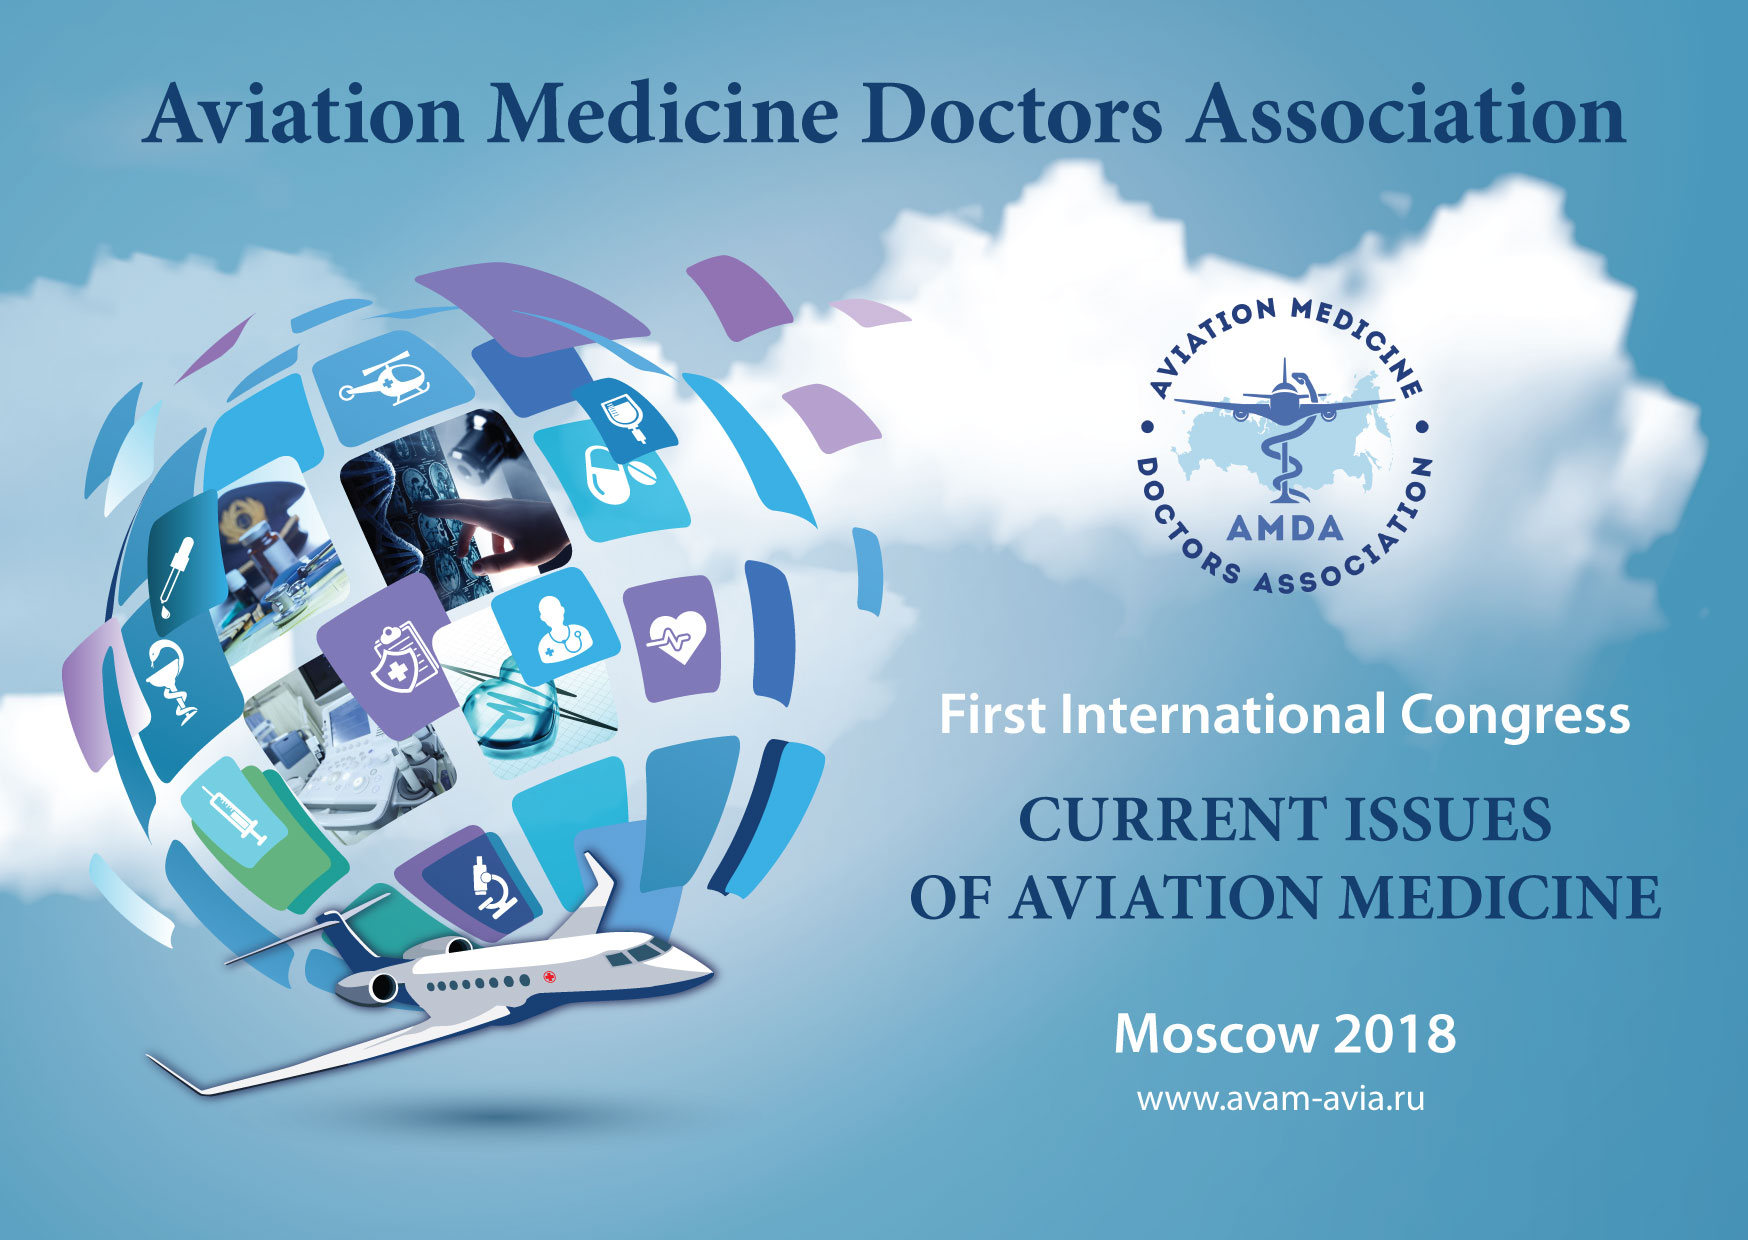 Aviation Medicine Doctors Association
AVIATION MEDICINE
DOCTORS ASSOCIATION
AMDA
First International Congress
CURRENT ISSUES
OF AVIATION MEDICINE
Moscow 2018
www.avam-avia.ru